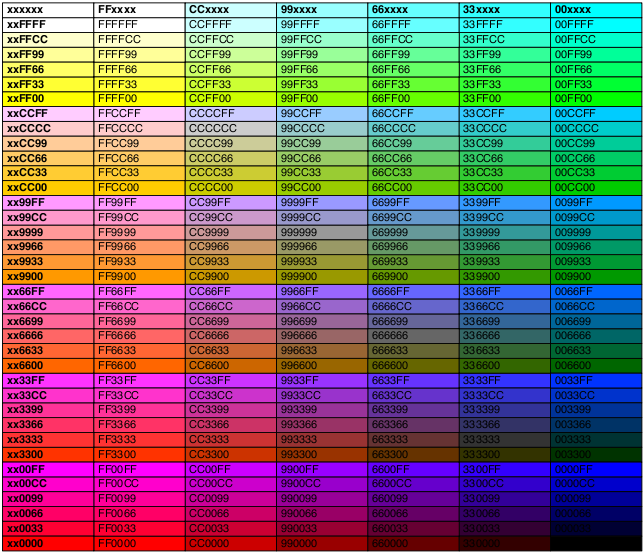 xxxxxx FFxxxx CCxxxx 99xxxx 66xxxx 33xxxx 00xxxx
xxFFFF FFFFFF CCFFFF 99FFFF 66FFFF 33FFFF 00FFFF
xxFFCC FFFFCC CCFFCC 99FFCC 66FFCC 33FFCC 00FFCC
xxFF99 FFFF99 CCFF99 99FF99 66FF99 33FF99 00FF99
xxFF66 FFFF66 CCFF66 99FF66 66FF66 33FF66 00FF66
xxFF33 FFFF33 CCFF33 99FF33 66FF33 33FF33 00FF33
xxFF00 FFFF00 CCFF00 99FF00 66FF00 33FF00 00FF00
xxCCFF FFCCFF CCCCFF 99CCFF 66CCFF 33CCFF 00CCFF
xxCCCC FFCCCC CCCCCC 99CCCC 66CCCC 33CCCC 00CCCC
xxCC99 FFCC99 CCCC99 99CC99 66CC99 33CC99 00CC99
xxCC66 FFCC66 CCCC66 99CC66 66CC66 33CC66 00CC66
xxCC33 FFCC33 CCCC33 99CC33 66CC33 33CC33 00CC33
xxCC00 FFCC00 CCCC00 99CC00 66CC00 33CC00 00CC00
xx99FF FF99FF CC99FF 9999FF 6699FF 3399FF 0099FF
xx99CC FF99CC CC99CC 9999CC 6699CC 3399CC 0099CC
xx9999 FF9999 CC9999 999999 669999 339999 009999
xx9966 FF9966 CC9966 999966 669966 339966 009966
xx9933 FF9933 CC9933 999933 669933 339933 009933
xx9900 FF9900 CC9900 999900 669900 339900 009900
xx66FF FF66FF CC66FF 9966FF 6666FF 3366FF 0066FF
xx66CC FF66CC CC66CC 9966CC 6666CC 3366CC 0066CC
xx6699 FF6699 CC6699 996699 666699 336699 006699
xx6666 FF6666 CC6666 996666 666666 336666 006666
xx6633 FF6633 CC6633 996633 666633 336633 006633
xx6600 FF6600 CC6600 996600 666600 336600 006600
xx33FF FF33FF CC33FF 9933FF 6633FF 3333FF 0033FF
xx33CC FF33CC CC33CC 9933CC 6633CC 3333CC 0033CC
xx3399 FF3399 CC3399 993399 663399 333399 003399
xx3366 FF3366 CC3366 993366 663366 333366 003366
xx3333 FF3333 CC3333 993333 663333 333333 003333
xx3300 FF3300 CC3300 993300 663300 333300 003300
xx00FF FF00FF CC00FF 9900FF 6600FF 3300FF 0000FF
xx00CC FF00CC CC00CC 9900CC 6600CC 3300CC 0000CC
xx0099 FF0099 CC0099 990099 660099 330099 000099
xx0066 FF0066 CC0066 990066 660066 330066 000066
xx0033 FF0033 CC0033 990033 660033 330033 000033
xx0000 FF0000 CC0000 990000 660000 330000